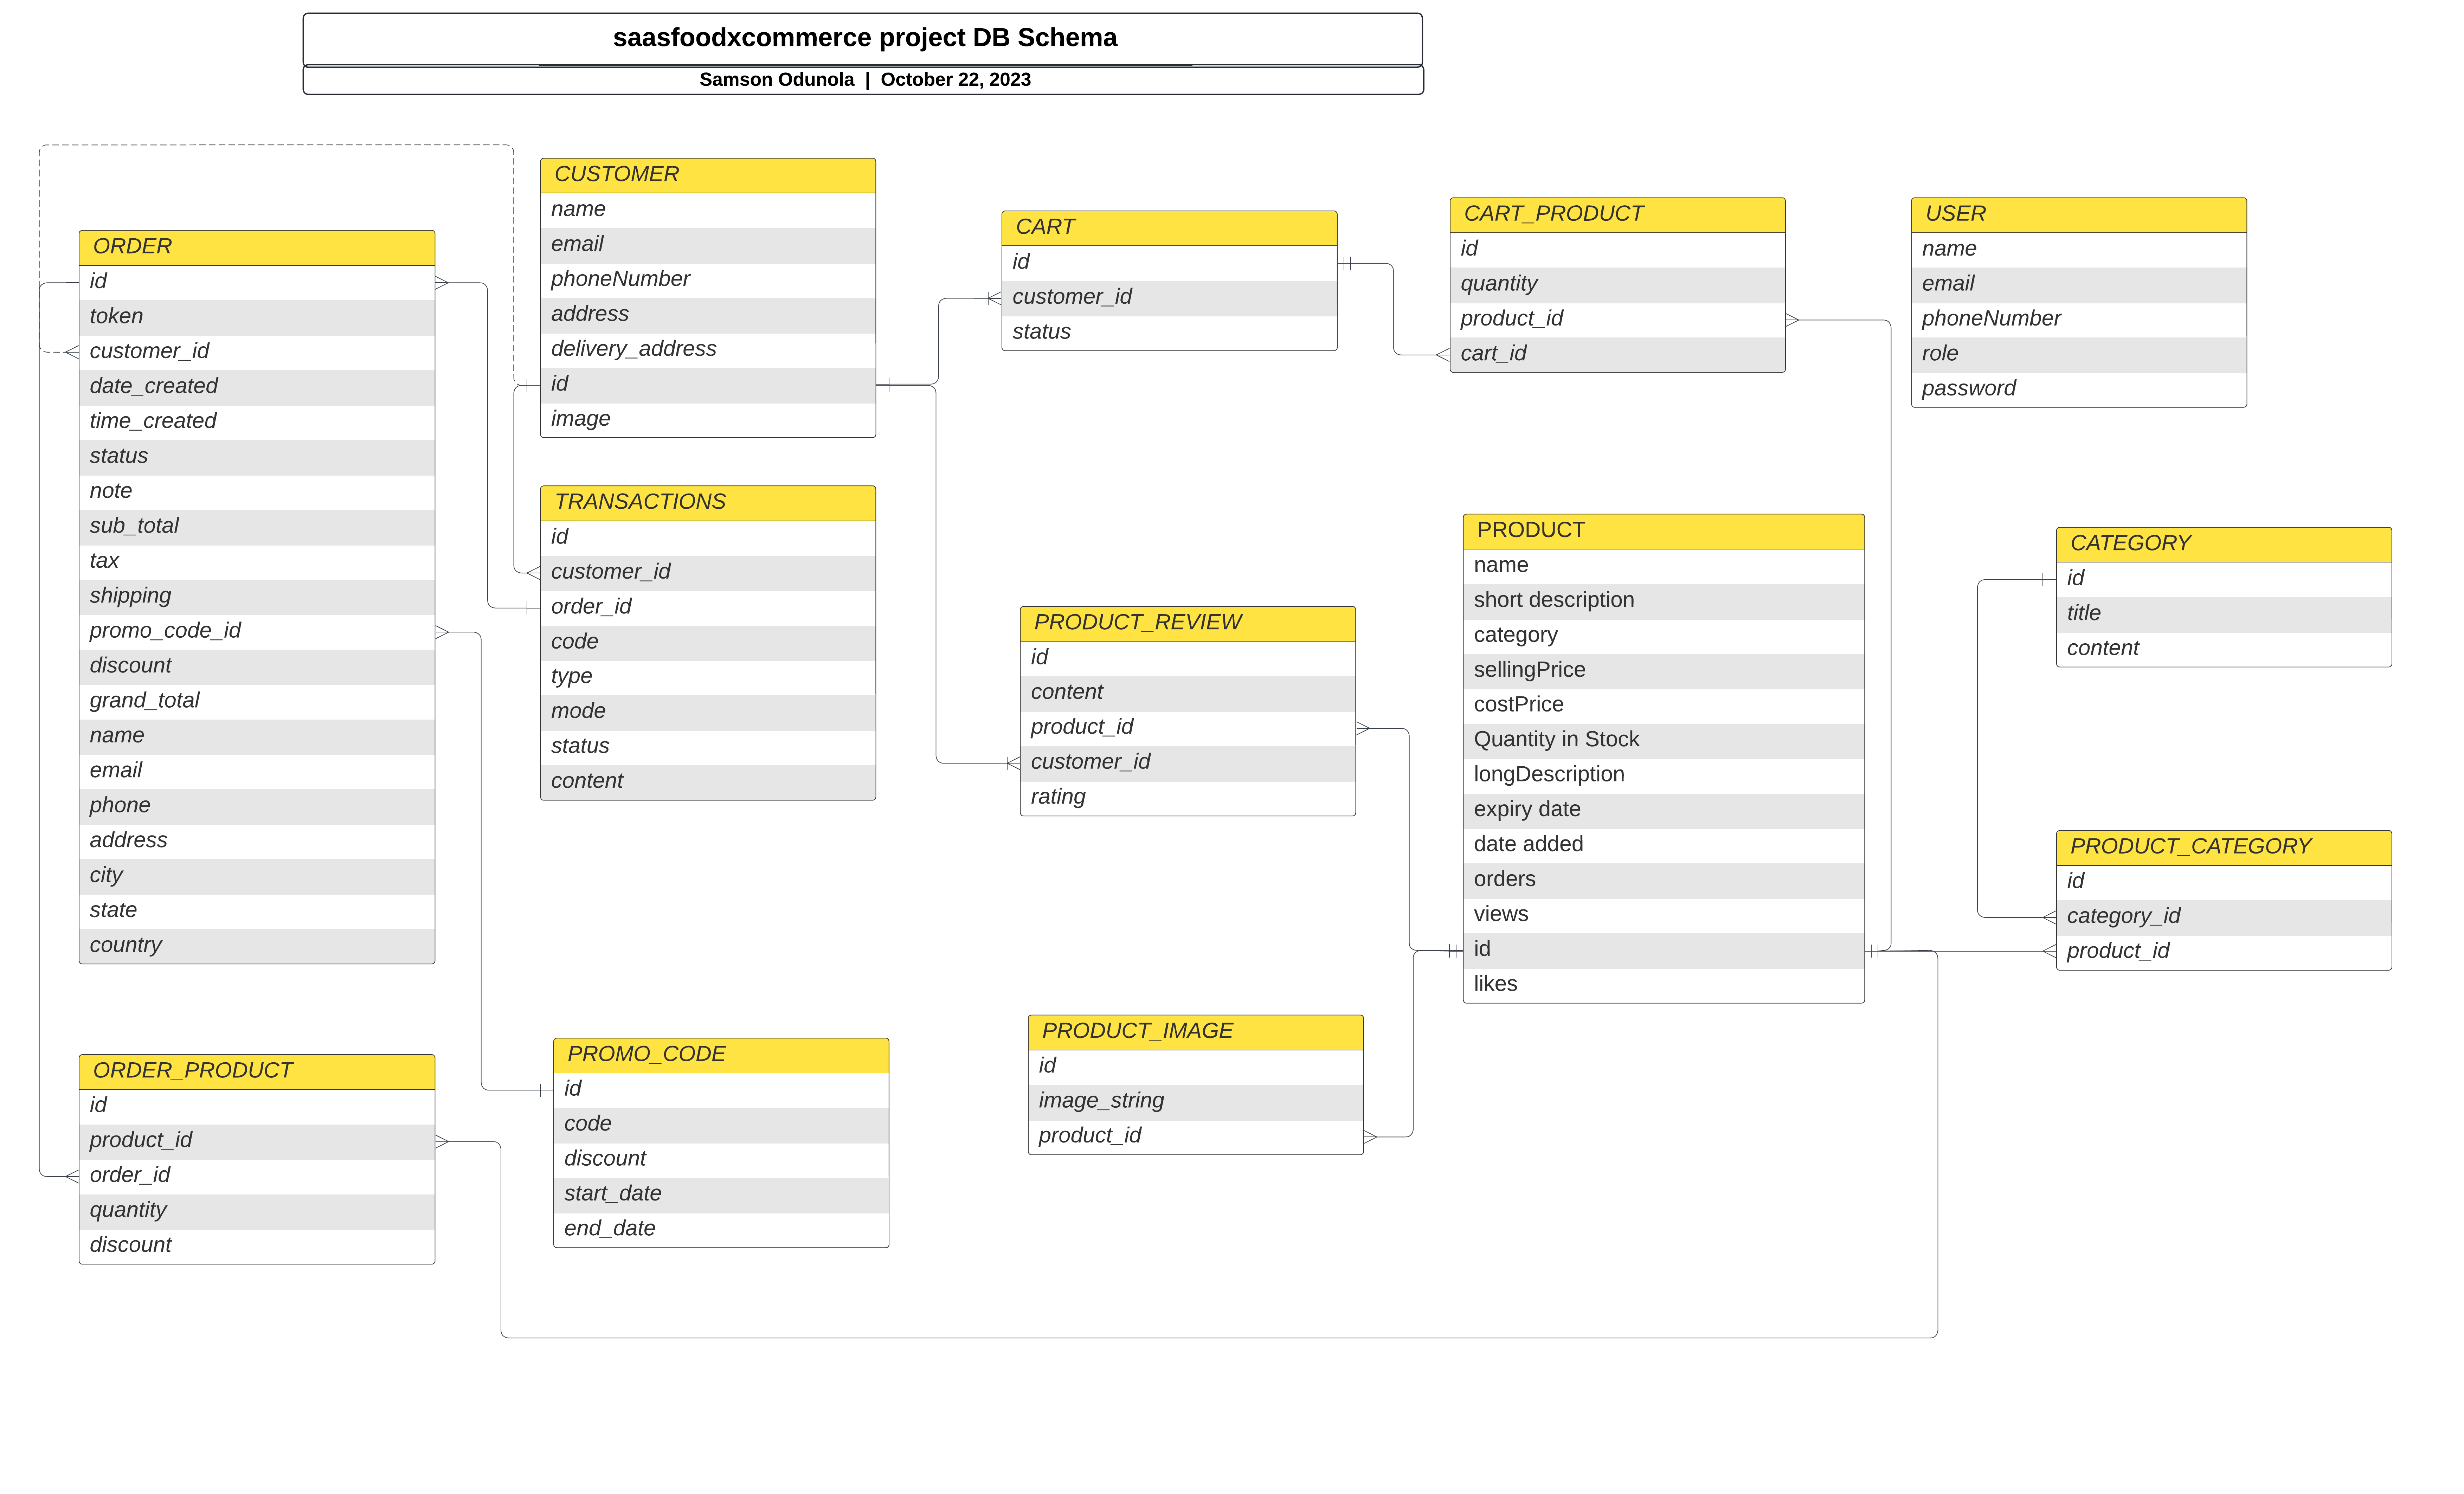 saasfoodxcommerce project DB Schema
Samson Odunola | October 22, 2023
ORDER
id
token
customer_id
date_created
time_created
status
note
sub_total
tax
shipping
promo_code_id
discount
grand_total
name
email
phone
address
city
state
country
CUSTOMER
name
email
phoneNumber
address
delivery_address
id
image
TRANSACTIONS
id
customer_id
order_id
code
type
mode
status
content
CART
id
customer_id
status
CART_PRODUCT
id
quantity
product_id
cart_id
USER
name
email
phoneNumber
role
password
PRODUCT_REVIEW
id
content
product_id
customer_id
rating
PRODUCT
name
short description
category
sellingPrice
costPrice
Quantity in Stock
longDescription
expiry date
date added
orders
views
id
likes
CATEGORY
id
title
content
PRODUCT_CATEGORY
id
category_id
product_id
ORDER_PRODUCT
id
product_id
order_id
quantity
discount
PROMO_CODE
id
code
discount
start_date
end_date
PRODUCT_IMAGE
id
image_string
product_id